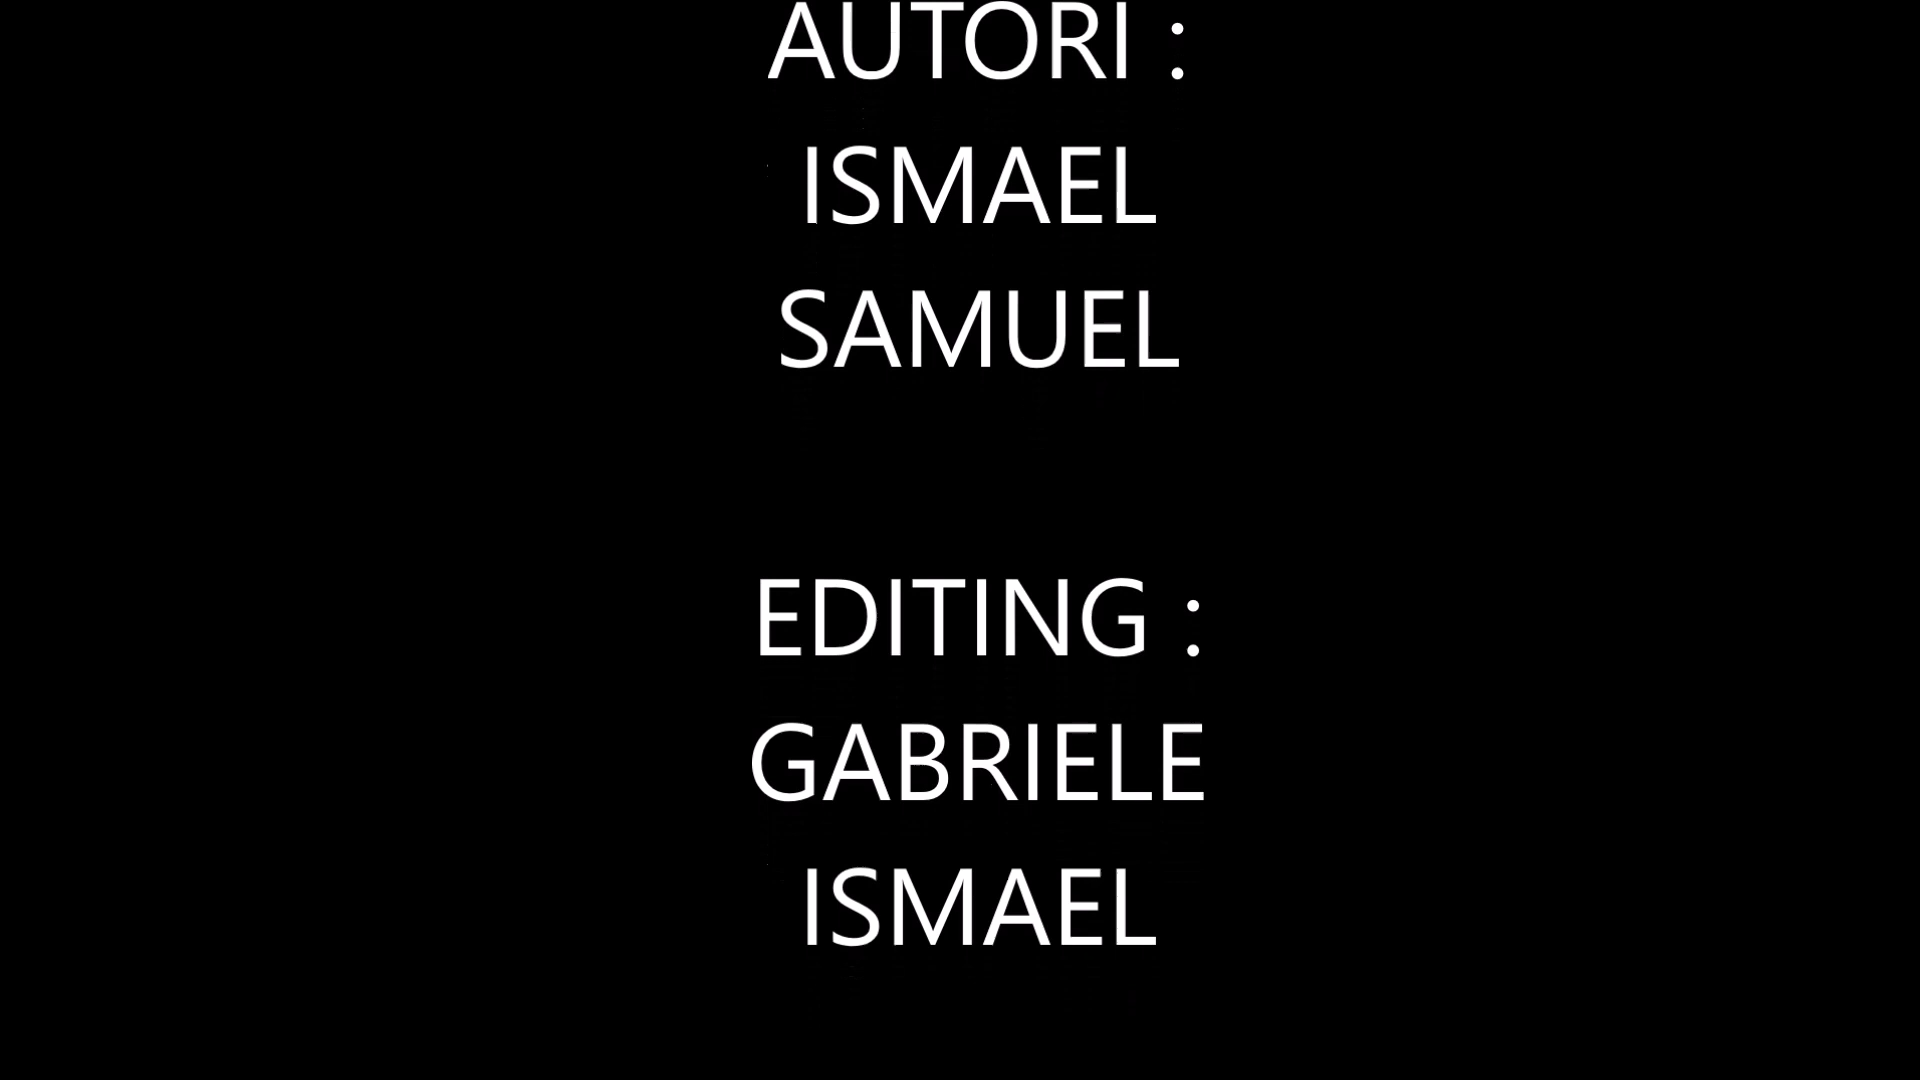 AUTORI :
ISMAEL
SAMUEL
EDITING :
GABRIELE
ISMAEL